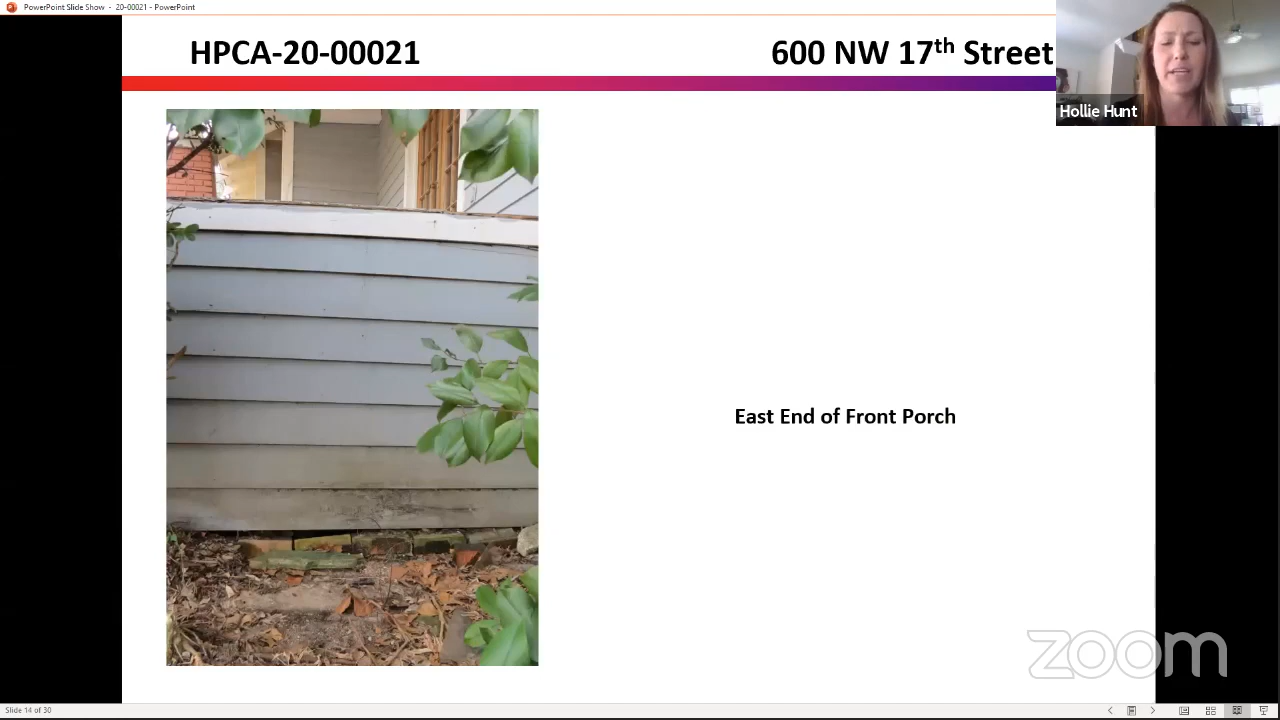 PowerPoint Slide Show - 20-00021 - PowerPoint
HPCA-20-00021
600 NW 17th Street
Hollie Hunt
East End of Front Porch
zoom
Slide 14 of 30